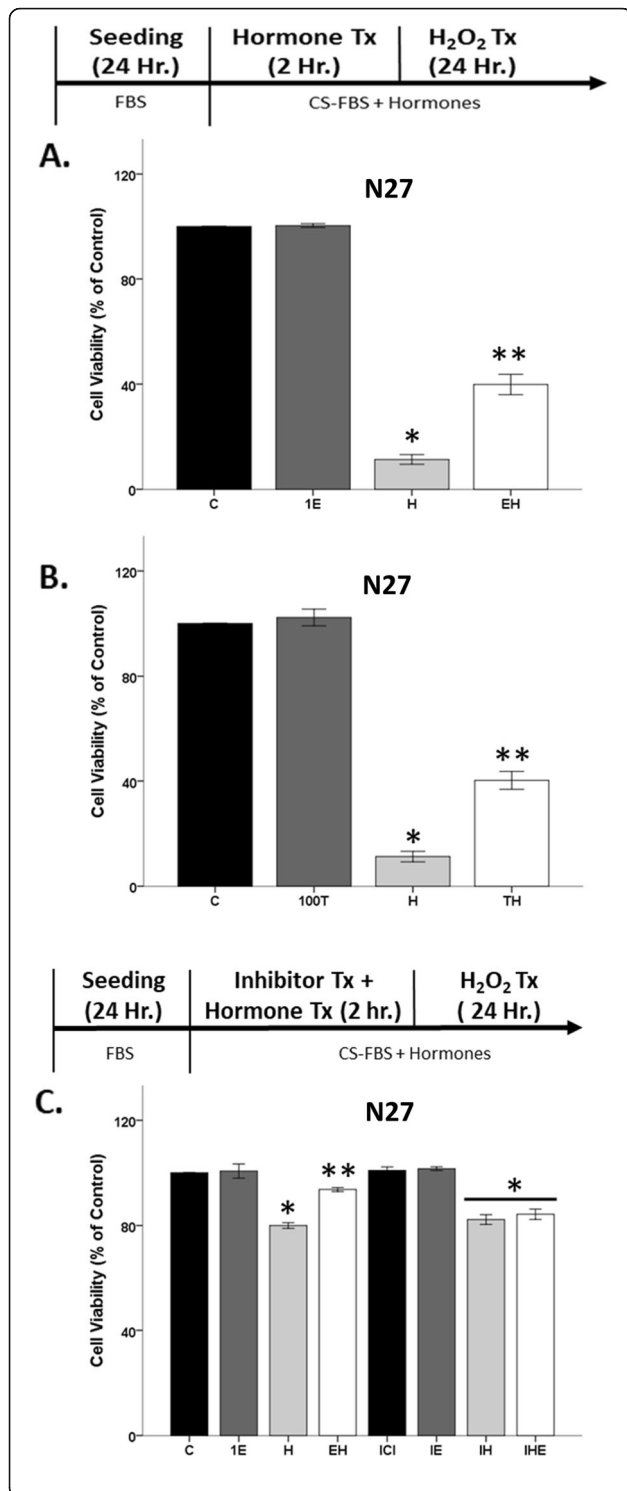 Seeding Hormone Tx H₂O₂ Tx
(24 Hr.) (2 Hr.) (24 Hr.)
FBS CS-FBS + Hormones
A.
N27
Cell Viability (% of Control)
120
80
40
0
*
**
C 1E H EH
B.
N27
Cell Viability (% of Control)
120
80
40
0
*
**
C 100T H TH
Seeding Inhibitor Tx + H₂O₂ Tx
(24 Hr.) Hormone Tx (2 hr.) ( 24 Hr.)
FBS CS-FBS + Hormones
C.
N27
Cell Viability (% of Control)
120
80
40
0
*
**
*
C 1E H EH ICI IE IH IHE